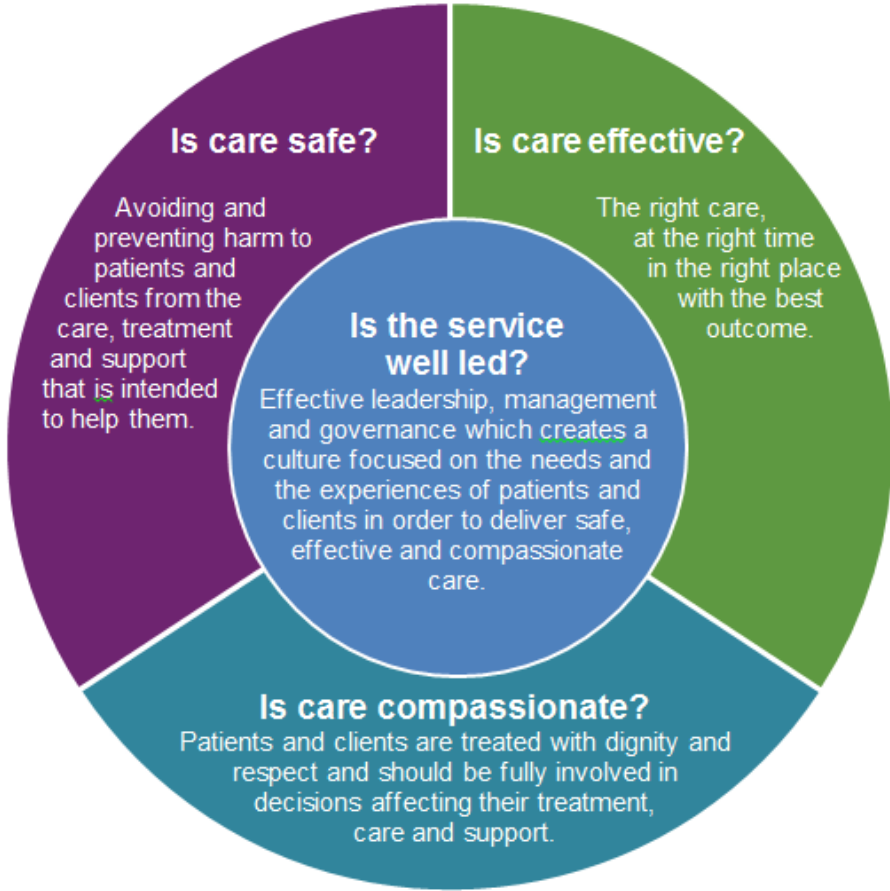 Is care safe?
Avoiding and
preventing harm to
patients and
clients from the
care, treatment
and support
that is intended
to help them.
Is care effective?
The right care,
at the right time
in the right place
with the best
outcome.
Is the service
well led?
Effective leadership, management
and governance which creates a
culture focused on the needs and
the experiences of patients and
clients in order to deliver safe,
effective and compassionate
care.
Is care compassionate?
Patients and clients are treated with dignity and
respect and should be fully involved in
decisions affecting their treatment,
care and support.